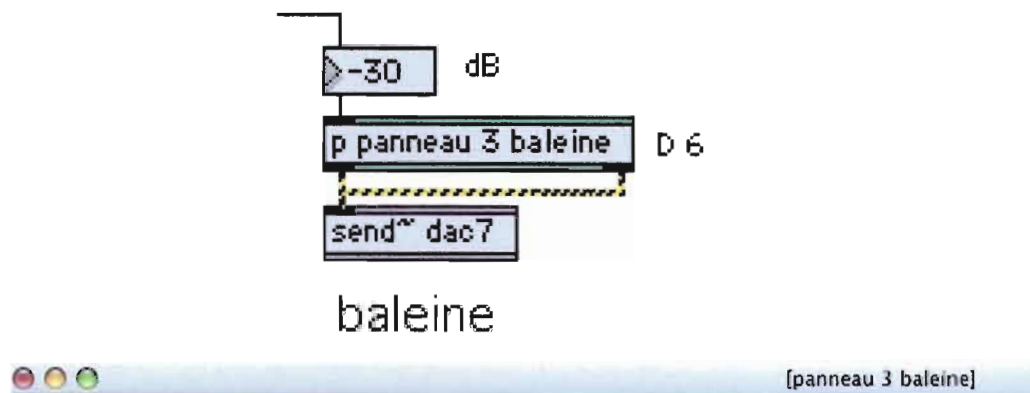 -30 dB
p panneau 3 baleine D 6
send~ dac7
baleine
[panneau 3 baleine]